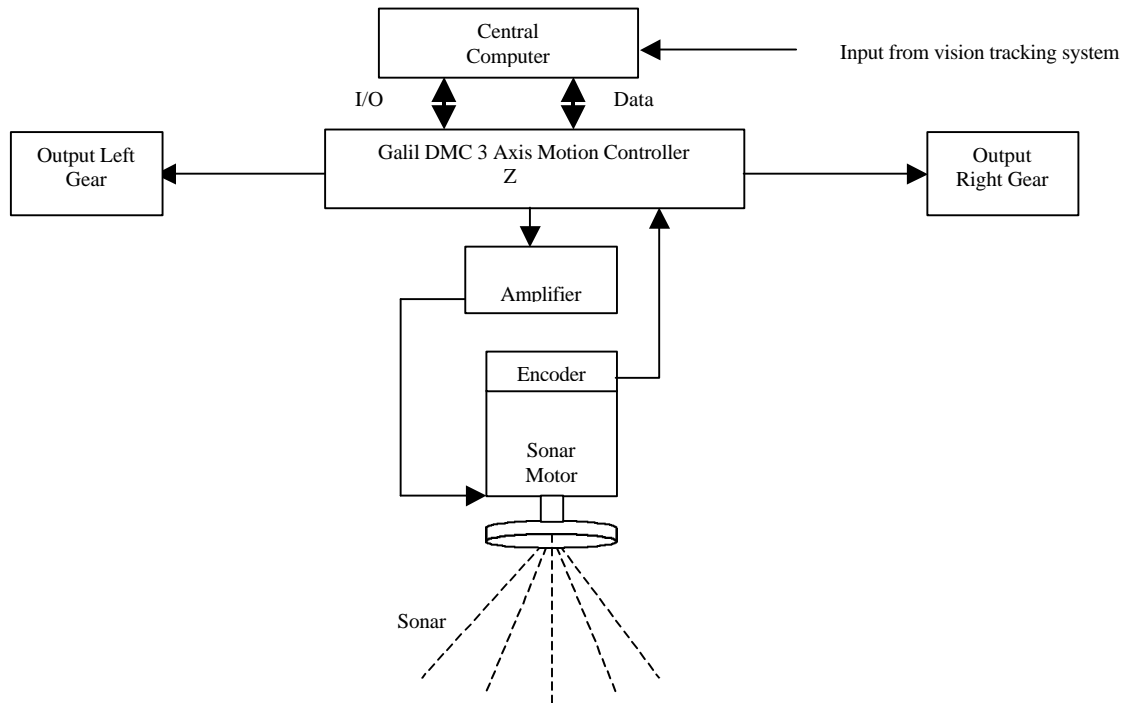 Central
Computer
Input from vision tracking system
I/O
Data
Output Left
Gear
Galil DMC 3 Axis Motion Controller
Z
Output
Right Gear
Amplifier
Encoder
Sonar
Motor
Sonar